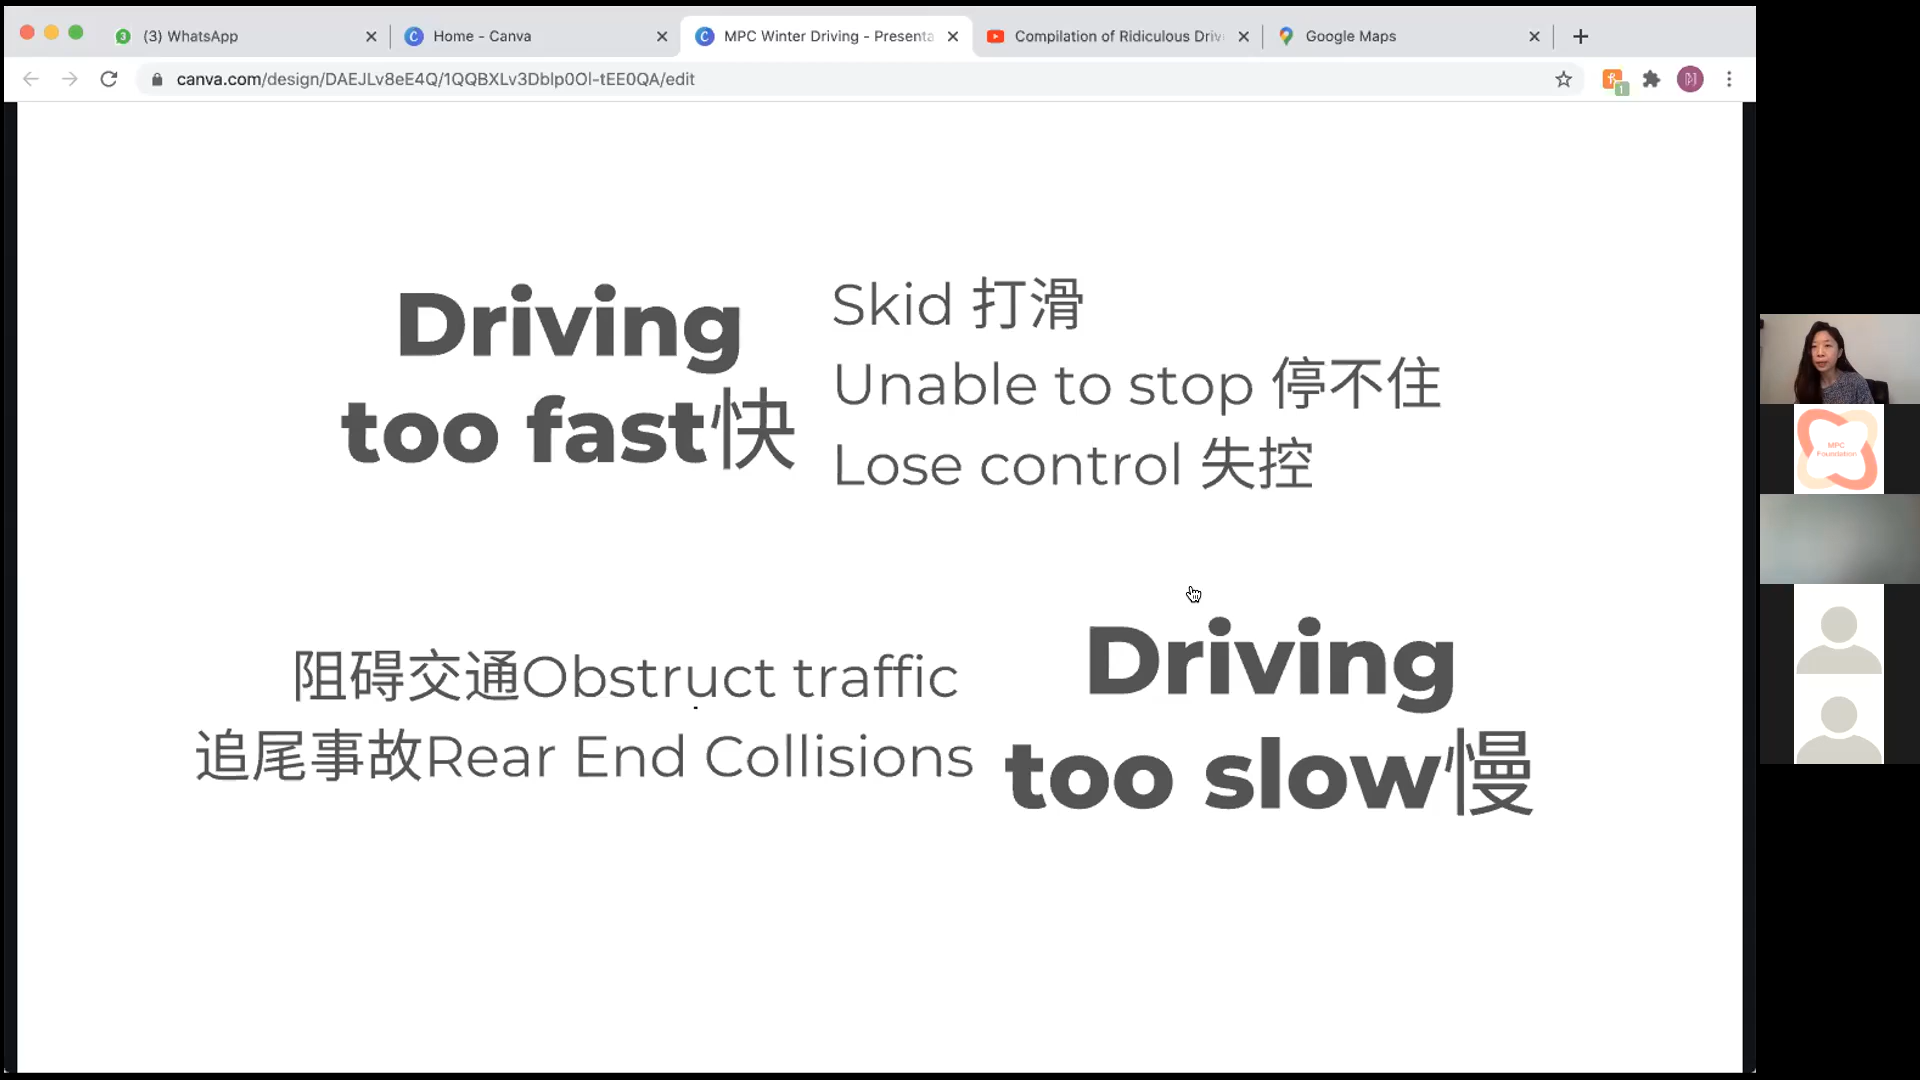 (3) WhatsApp
Home - Canva
MPC Winter Driving - Presenta
Compilation of Ridiculous Driv
Google Maps
canva.com/design/DAEJLv8eE4Q/1QQBXLv3Dblp0Ol-tEE0QA/edit
Driving
too fast快
Skid 打滑
Unable to stop 停不住
Lose control 失控
阻碍交通Obstruct traffic
追尾事故Rear End Collisions
Driving
too slow慢
MPC
Foundation